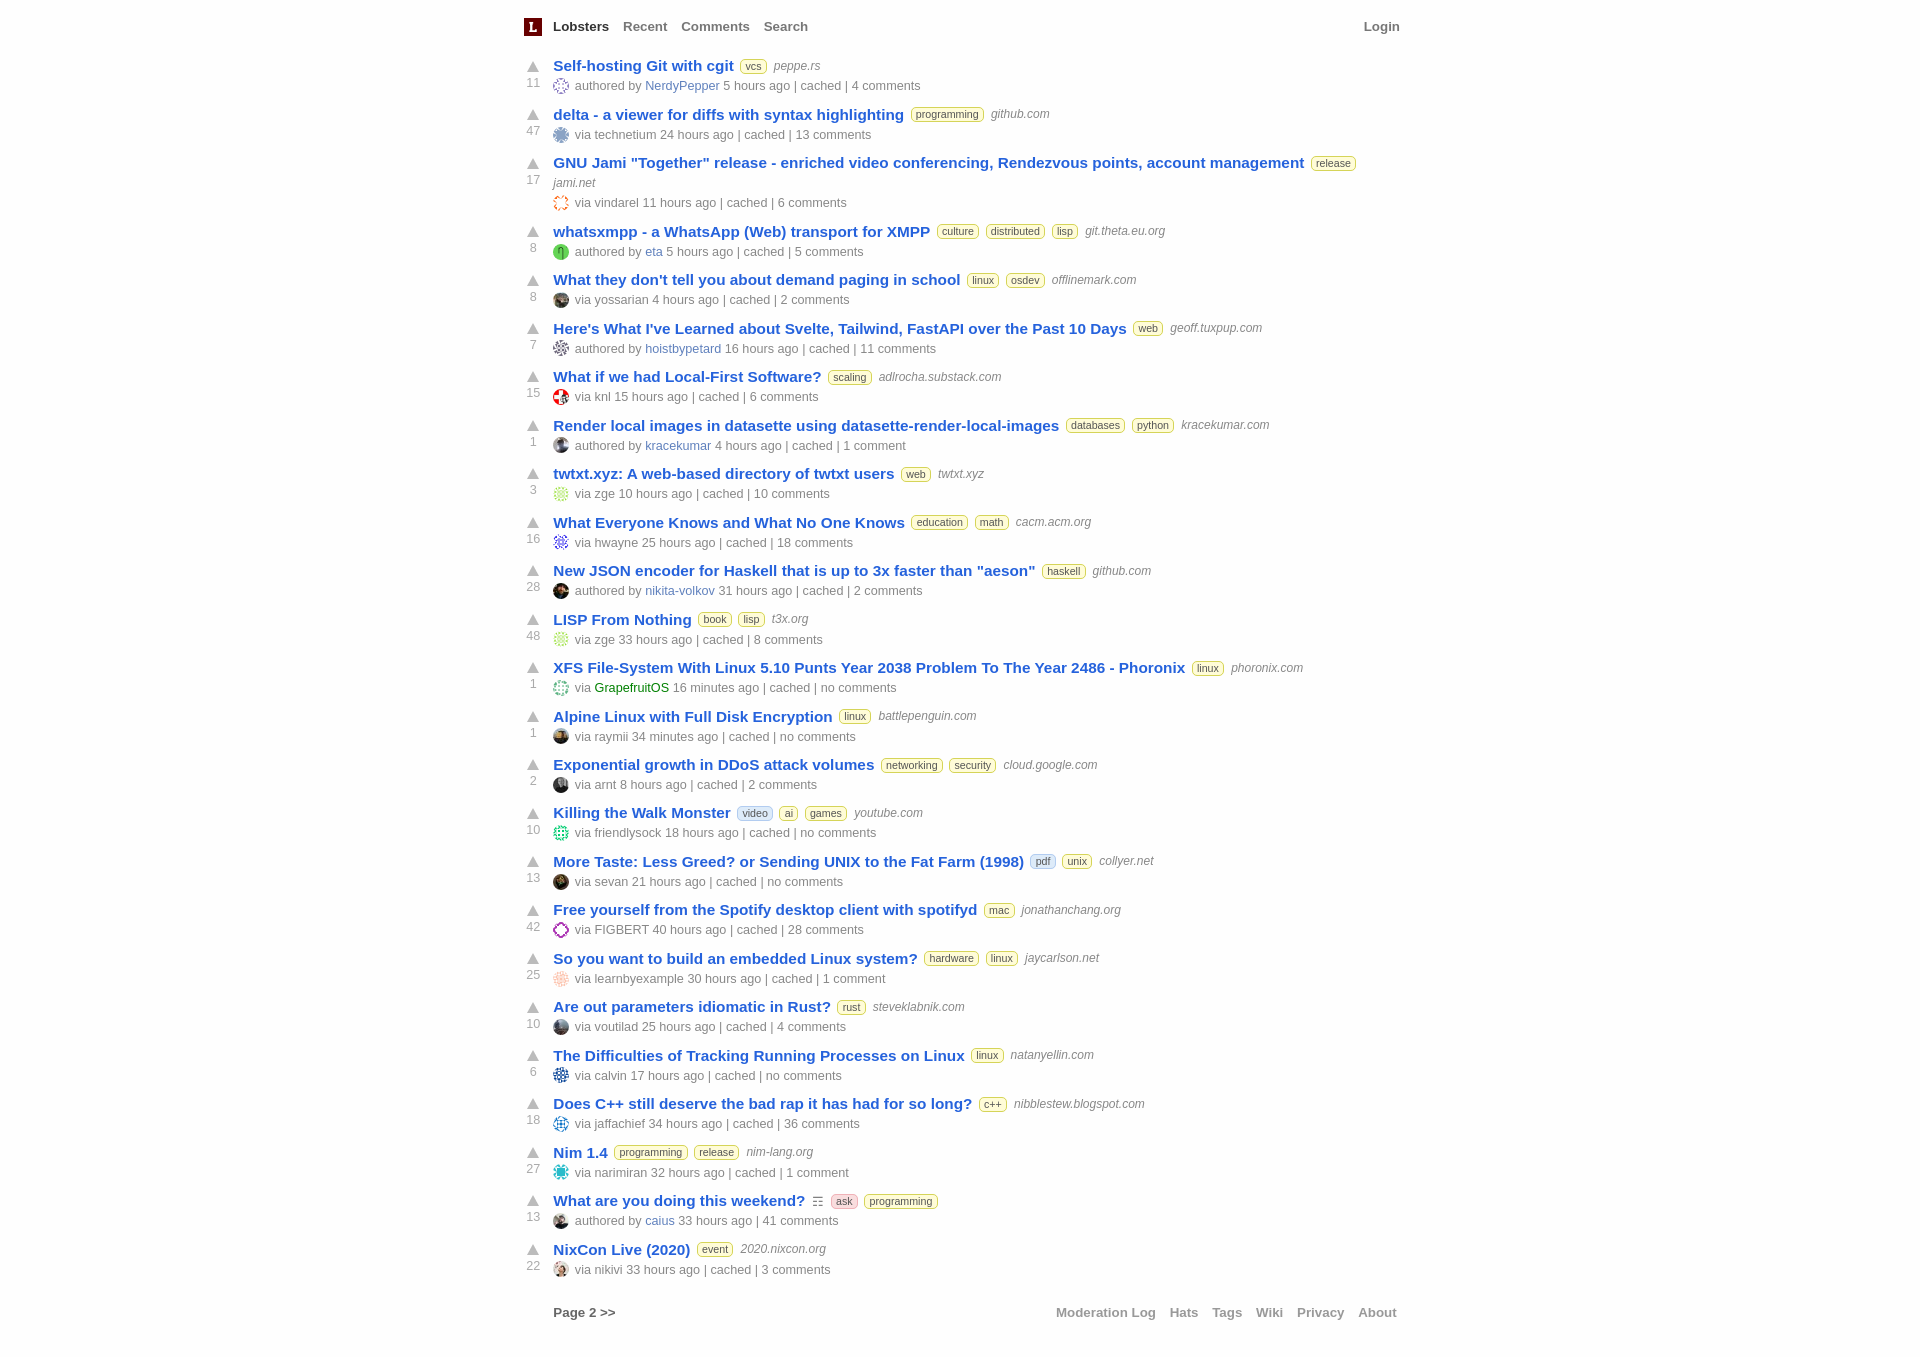 L Lobsters Recent Comments Search Login
Self-hosting Git with cgit vcs peppe.rs
11
authored by NerdyPepper 5 hours ago | cached | 4 comments
delta - a viewer for diffs with syntax highlighting programming github.com
47
via technetium 24 hours ago | cached | 13 comments
GNU Jami "Together" release - enriched video conferencing, Rendezvous points, account management release
17
jami.net
via vindarel 11 hours ago | cached | 6 comments
whatsxmpp - a WhatsApp (Web) transport for XMPP culture distributed lisp git.theta.eu.org
8
authored by eta 5 hours ago | cached | 5 comments
What they don't tell you about demand paging in school linux osdev offlinemark.com
8
via yossarian 4 hours ago | cached | 2 comments
Here's What I've Learned about Svelte, Tailwind, FastAPI over the Past 10 Days web geoff.tuxpup.com
7
authored by hoistbypetard 16 hours ago | cached | 11 comments
What if we had Local-First Software? scaling adlrocha.substack.com
15
via knl 15 hours ago | cached | 6 comments
Render local images in datasette using datasette-render-local-images databases python kracekumar.com
1
authored by kracekumar 4 hours ago | cached | 1 comment
twtxt.xyz: A web-based directory of twtxt users web twtxt.xyz
3
via zge 10 hours ago | cached | 10 comments
What Everyone Knows and What No One Knows education math cacm.acm.org
16
via hwayne 25 hours ago | cached | 18 comments
New JSON encoder for Haskell that is up to 3x faster than "aeson" haskell github.com
28
authored by nikita-volkov 31 hours ago | cached | 2 comments
LISP From Nothing book lisp t3x.org
48
via zge 33 hours ago | cached | 8 comments
XFS File-System With Linux 5.10 Punts Year 2038 Problem To The Year 2486 - Phoronix linux phoronix.com
1
via GrapefruitOS 16 minutes ago | cached | no comments
Alpine Linux with Full Disk Encryption linux battlepenguin.com
1
via raymii 34 minutes ago | cached | no comments
Exponential growth in DDoS attack volumes networking security cloud.google.com
2
via arnt 8 hours ago | cached | 2 comments
Killing the Walk Monster video ai games youtube.com
10
via friendlysock 18 hours ago | cached | no comments
More Taste: Less Greed? or Sending UNIX to the Fat Farm (1998) pdf unix collyer.net
13
via sevan 21 hours ago | cached | no comments
Free yourself from the Spotify desktop client with spotifyd mac jonathanchang.org
42
via FIGBERT 40 hours ago | cached | 28 comments
So you want to build an embedded Linux system? hardware linux jaycarlson.net
25
via learnbyexample 30 hours ago | cached | 1 comment
Are out parameters idiomatic in Rust? rust steveklabnik.com
10
via voutilad 25 hours ago | cached | 4 comments
The Difficulties of Tracking Running Processes on Linux linux natanyellin.com
6
via calvin 17 hours ago | cached | no comments
Does C++ still deserve the bad rap it has had for so long? c++ nibblestew.blogspot.com
18
via jaffachief 34 hours ago | cached | 36 comments
Nim 1.4 programming release nim-lang.org
27
via narimiran 32 hours ago | cached | 1 comment
What are you doing this weekend? ☶ ask programming
13
authored by caius 33 hours ago | 41 comments
NixCon Live (2020) event 2020.nixcon.org
22
via nikivi 33 hours ago | cached | 3 comments
Page 2 >> Moderation Log Hats Tags Wiki Privacy About